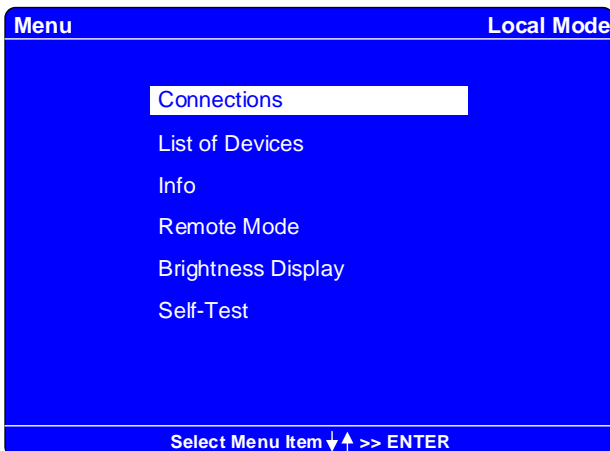 Menu Local Mode
Connections
List of Devices
Info
Remote Mode
Brightness Display
Self-Test
Select Menu Item ↓↑ >> ENTER